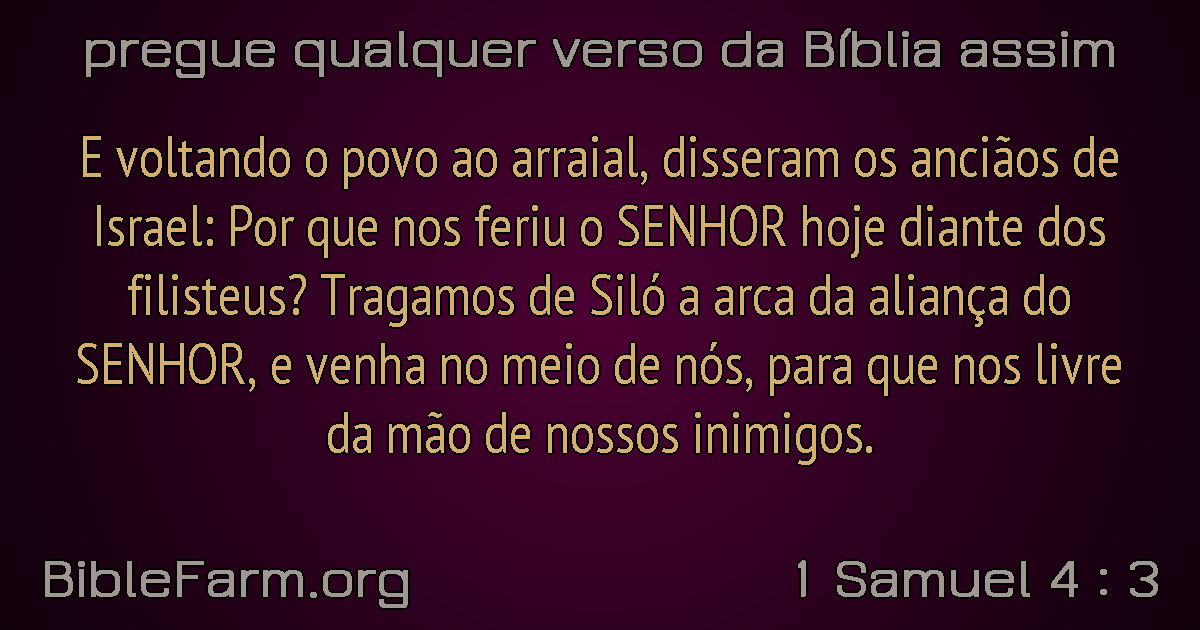 pregue qualquer verso da Bíblia assim
E voltando o povo ao arraial, disseram os anciãos de
Israel: Por que nos feriu o SENHOR hoje diante dos
filisteus? Tragamos de Siló a arca da aliança do
SENHOR, e venha no meio de nós, para que nos livre
da mão de nossos inimigos.
BibleFarm.org
1 Samuel 4 : 3